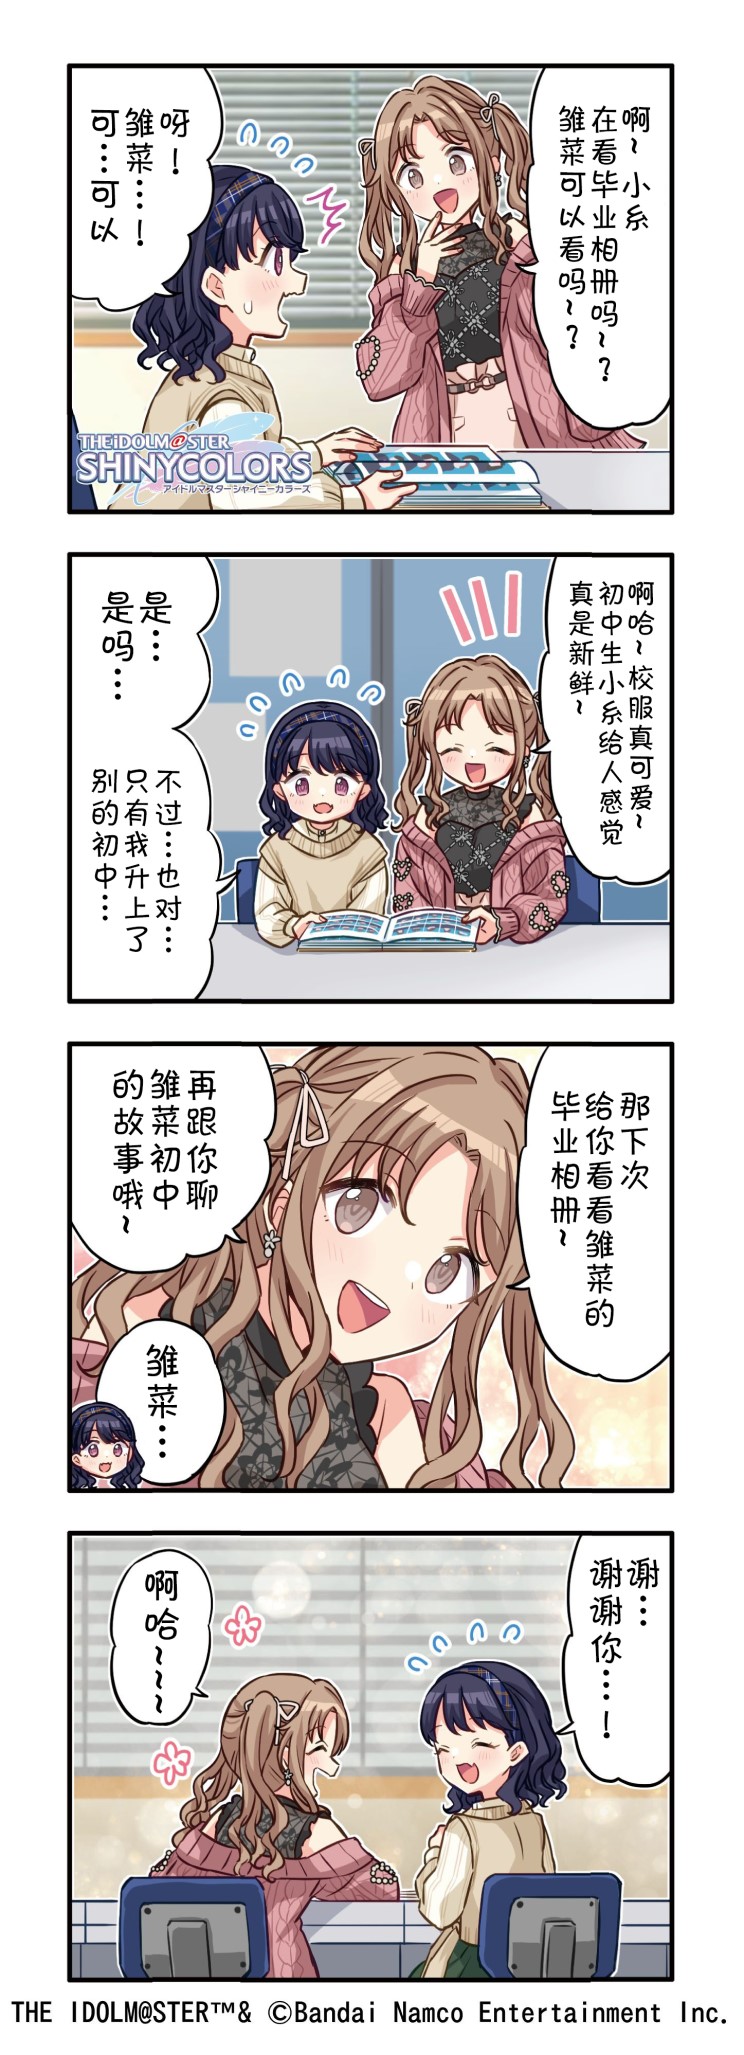 啊~小糸
在看毕业相册吗~?
雏菜可以看吗~?
呀!
雏菜…!
可…可以
THE iDOLM@STER
SHINYCOLORS
アイドルマスター シャイニーカラーズ
啊哈~校服真可爱~
初中生小糸给人感觉
真是新鲜~
是…
是吗…
不过…也对…
只有我升上了
别的初中…
那下次
给你看看雏菜的
毕业相册~
再跟你聊
雏菜初中
的故事哦~
雏菜…
谢…
谢谢你…!
啊哈~~~
THE IDOLM@STER™& ©Bandai Namco Entertainment Inc.